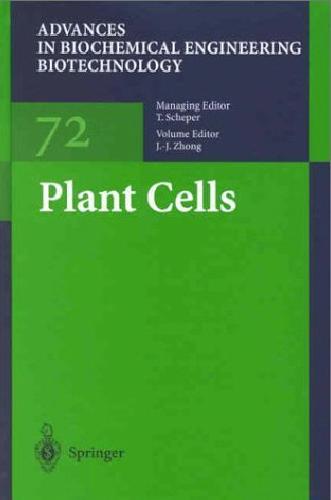 ADVANCES
IN BIOCHEMICAL ENGINEERING
BIOTECHNOLOGY
72
Managing Editor
T. Scheper
Volume Editor
J.-J. Zhong
Plant Cells
Springer